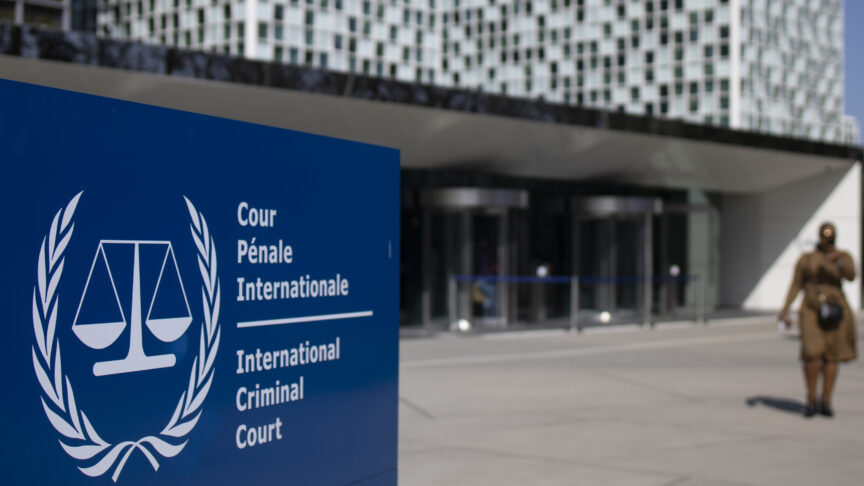 Cour
Pénale
Internationale
International
Criminal
Court